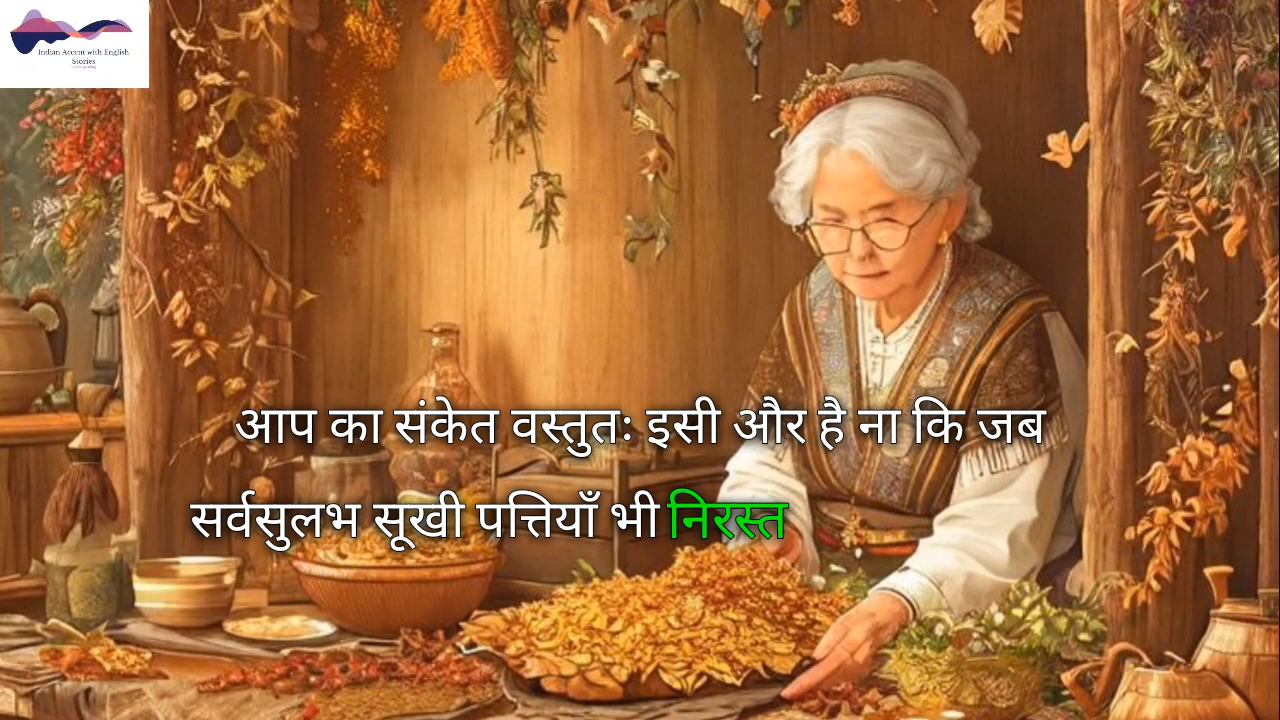 Indian Accent with English
Stories
आप का संकेत वस्तुतः इसी और है ना कि जब
सर्वसुलभ सूखी पत्तियाँ भी निरस्त